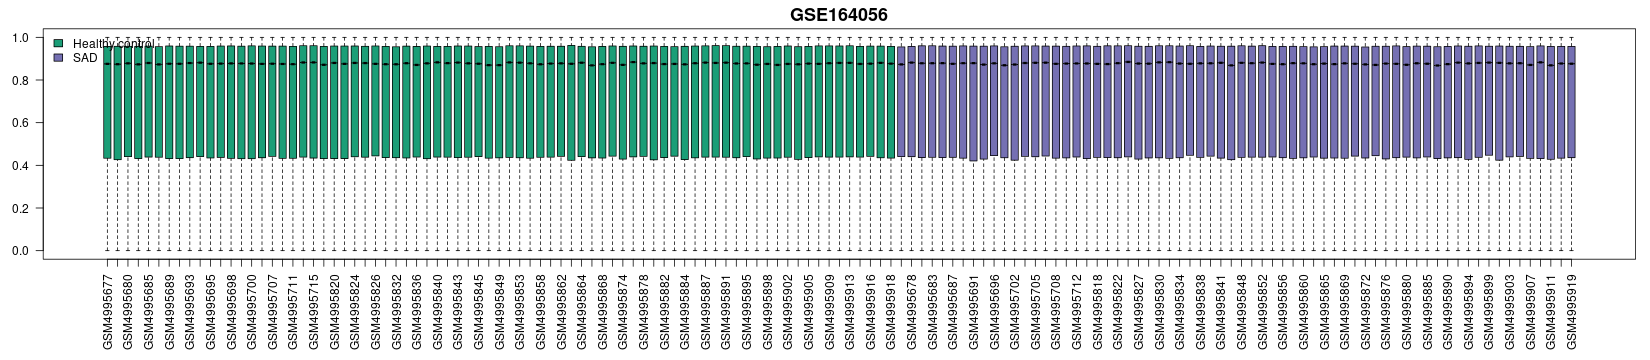 GSE164056
Healthy control
SAD
1.0
0.8
0.6
0.4
0.2
0.0
GSM4995677
GSM4995680
GSM4995685
GSM4995689
GSM4995693
GSM4995695
GSM4995698
GSM4995700
GSM4995707
GSM4995711
GSM4995715
GSM4995820
GSM4995824
GSM4995826
GSM4995832
GSM4995836
GSM4995840
GSM4995843
GSM4995845
GSM4995849
GSM4995853
GSM4995858
GSM4995862
GSM4995864
GSM4995868
GSM4995874
GSM4995878
GSM4995882
GSM4995884
GSM4995887
GSM4995891
GSM4995895
GSM4995898
GSM4995902
GSM4995905
GSM4995909
GSM4995913
GSM4995916
GSM4995918
GSM4995678
GSM4995683
GSM4995687
GSM4995691
GSM4995696
GSM4995702
GSM4995705
GSM4995708
GSM4995712
GSM4995818
GSM4995822
GSM4995827
GSM4995830
GSM4995834
GSM4995838
GSM4995841
GSM4995848
GSM4995852
GSM4995856
GSM4995860
GSM4995865
GSM4995869
GSM4995872
GSM4995876
GSM4995880
GSM4995885
GSM4995890
GSM4995894
GSM4995899
GSM4995903
GSM4995907
GSM4995911
GSM4995919